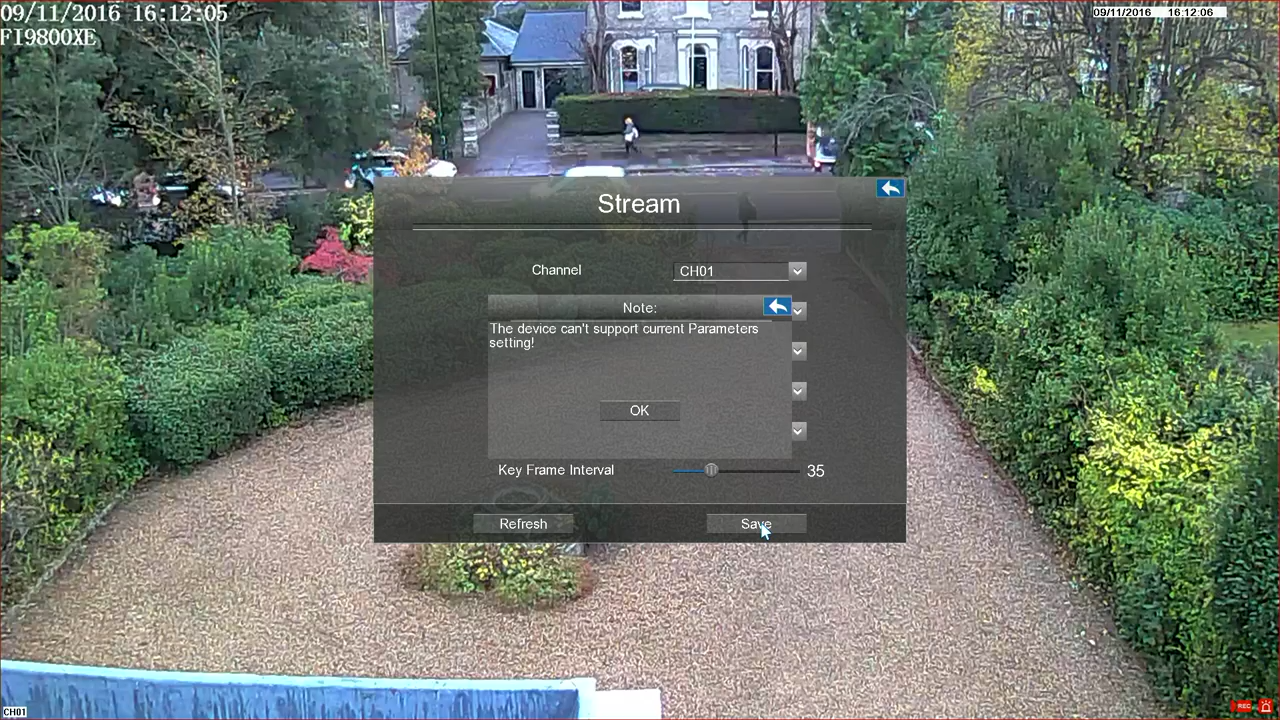 09/11/2016 16:12:05
09/11/2016 16:12:06
FI9800XE
Stream
Channel CH01
Note:
The device can't support current Parameters
setting!
OK
Key Frame Interval 35
Refresh Save
CH01 REC